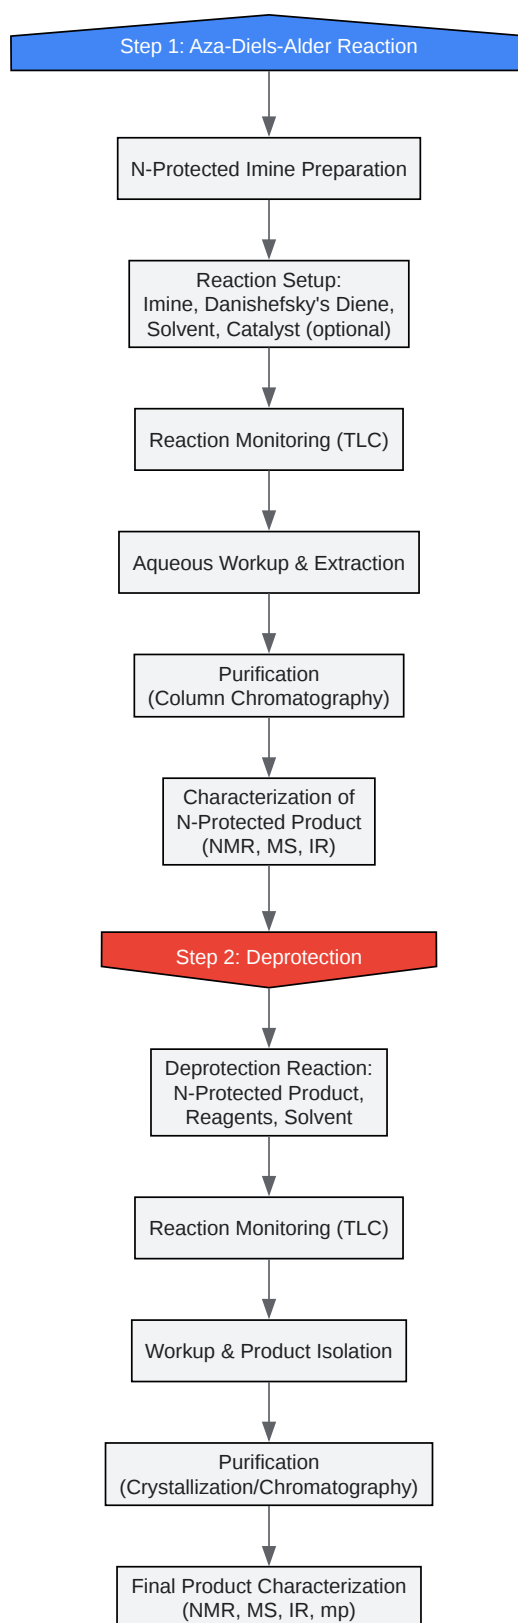 Step 1: Aza-Diels-Alder Reaction
N-Protected Imine Preparation
Reaction Setup:
Imine, Danishefsky's Diene,
Solvent, Catalyst (optional)
Reaction Monitoring (TLC)
Aqueous Workup & Extraction
Purification
(Column Chromatography)
Characterization of
N-Protected Product
(NMR, MS, IR)
Step 2: Deprotection
Deprotection Reaction:
N-Protected Product,
Reagents, Solvent
Reaction Monitoring (TLC)
Workup & Product Isolation
Purification
(Crystallization/Chromatography)
Final Product Characterization
(NMR, MS, IR, mp)